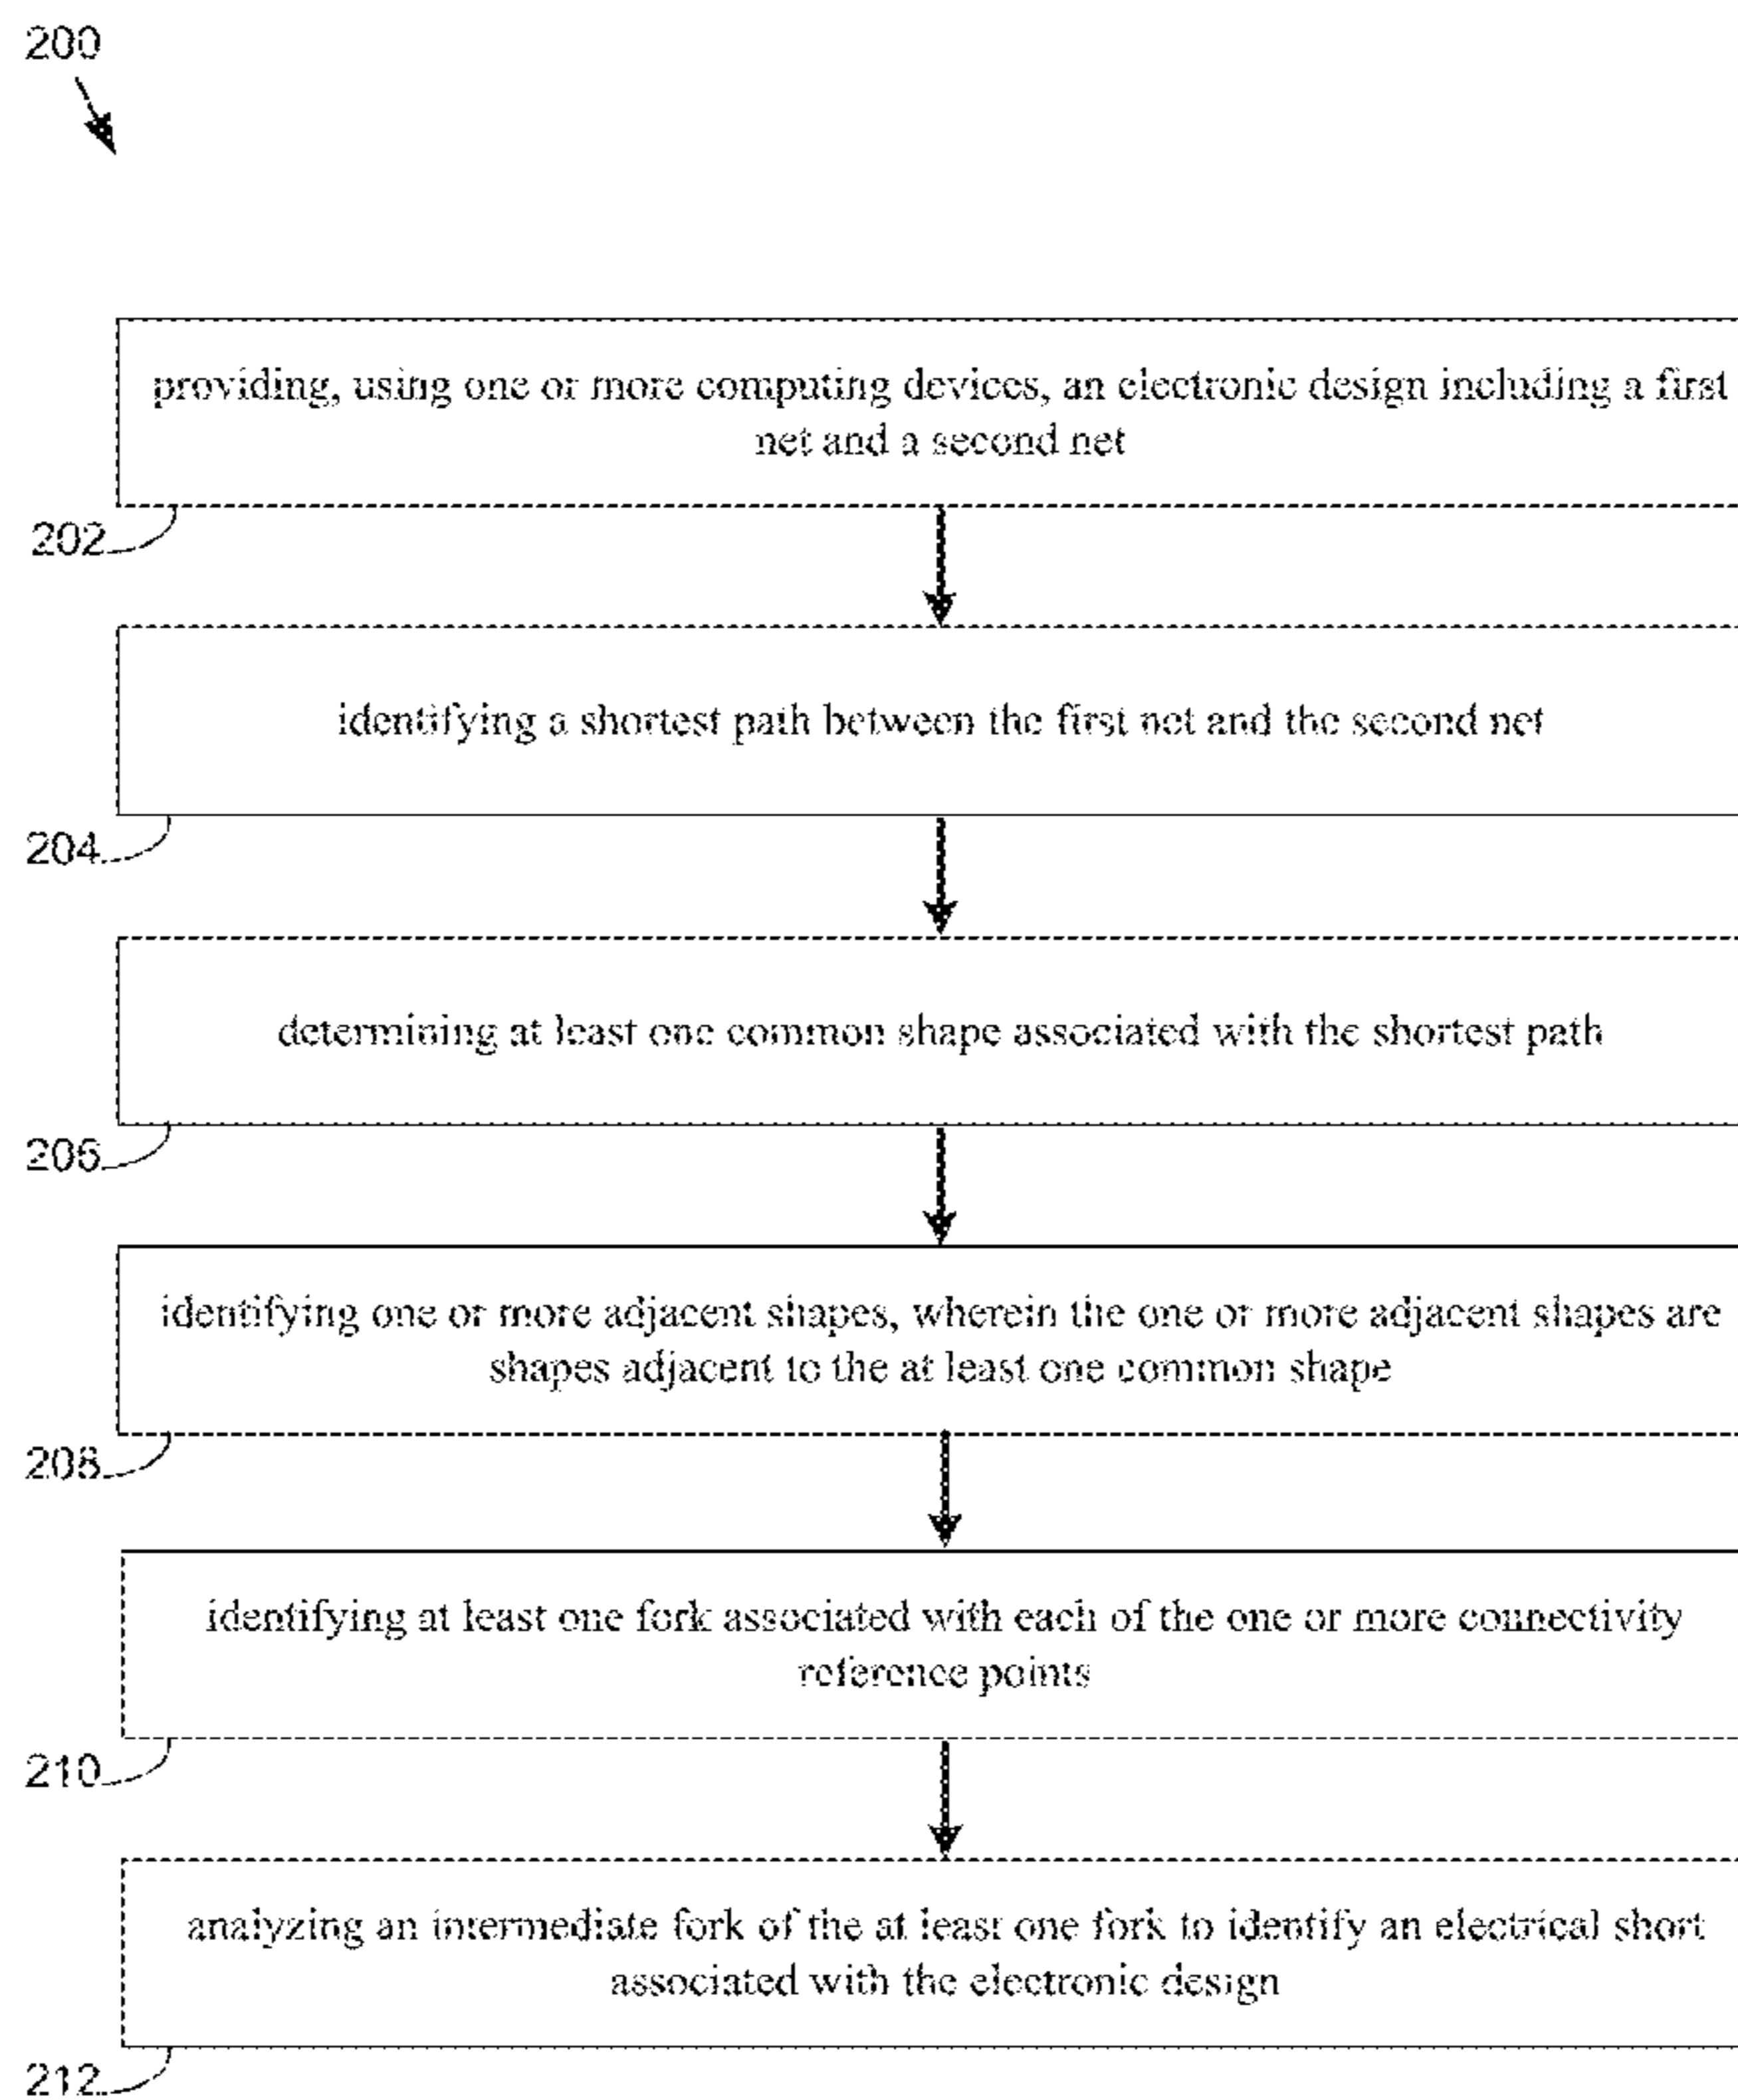 200
providing, using one or more computing devices, an electronic design including a first
net and a second net
202
identifying a shortest path between the first net and the second net
204
determining at least one common shape associated with the shortest path
206
identifying one or more adjacent shapes, wherein the one or more adjacent shapes are
shapes adjacent to the at least one common shape
208
identifying at least one fork associated with each of the one or more connectivity
reference points
210
analyzing an intermediate fork of the at least one fork to identify an electrical short
associated with the electronic design
212